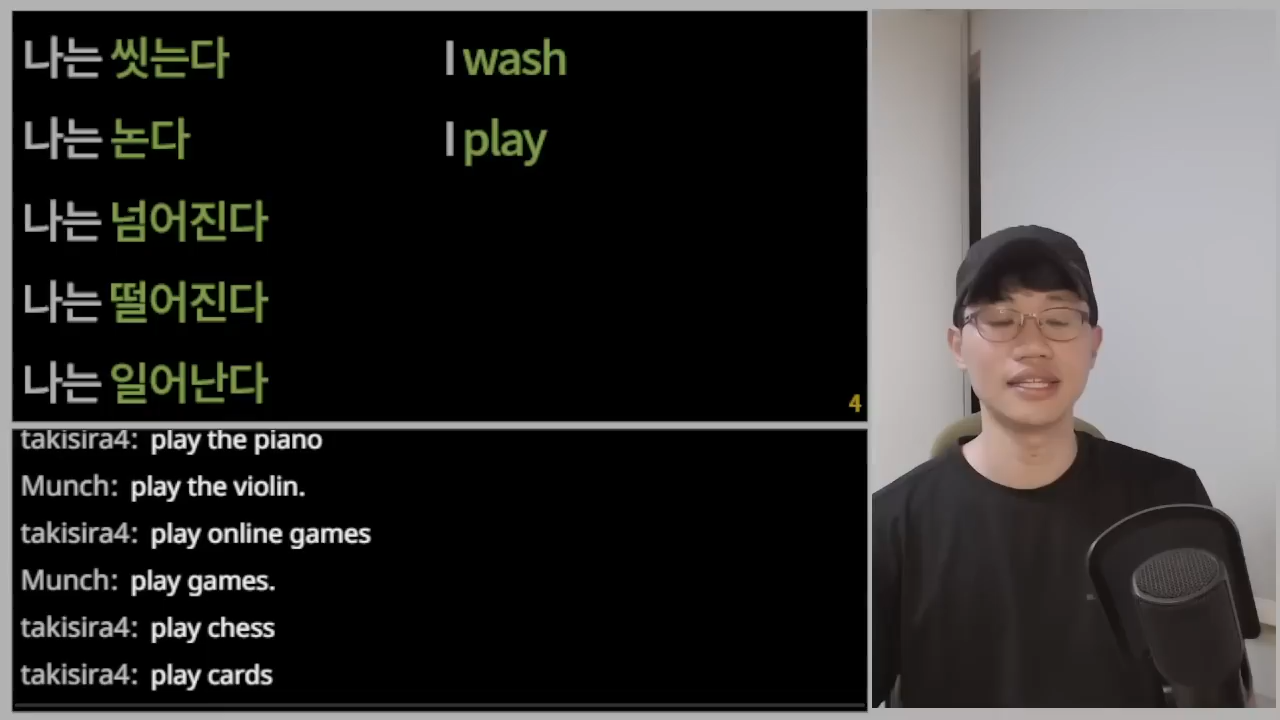 나는 씻는다 I wash
나는 논다 I play
나는 넘어진다
나는 떨어진다
나는 일어난다
4
takisira4: play the piano
Munch: play the violin.
takisira4: play online games
Munch: play games.
takisira4: play chess
takisira4: play cards